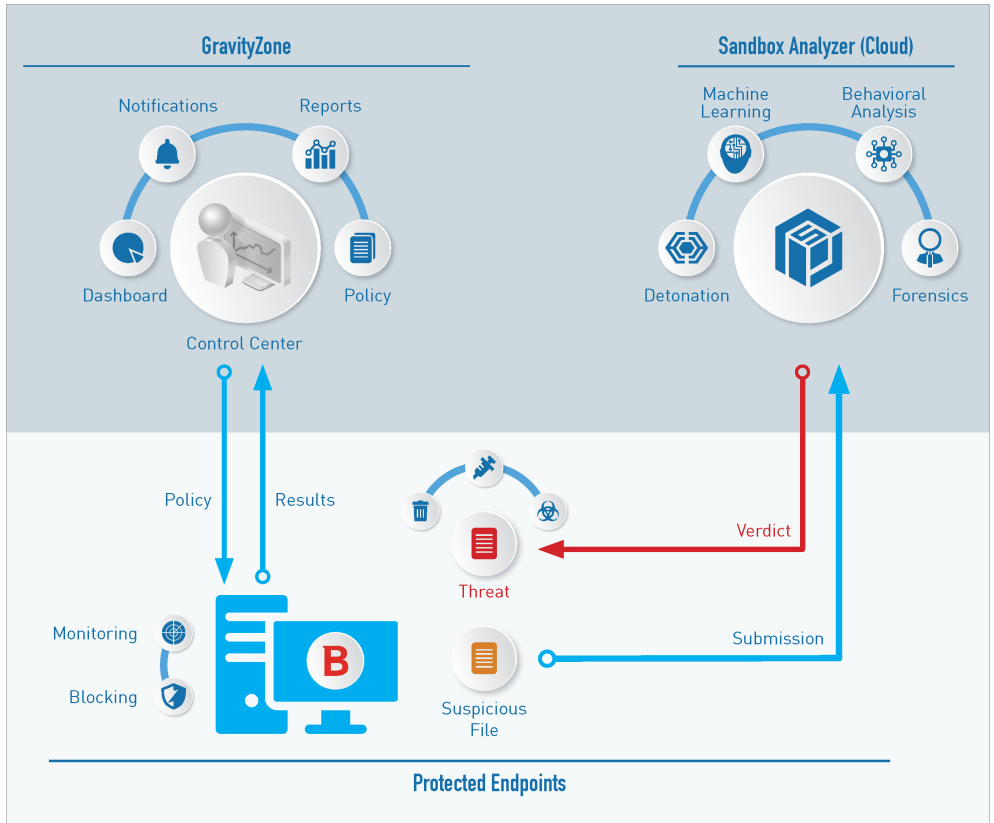 GravityZone
Sandbox Analyzer (Cloud)
Notifications
Reports
Dashboard
Policy
Control Center
Machine
Learning
Behavioral
Analysis
Detonation
Forensics
Policy
Results
Verdict
Threat
Monitoring
Blocking
B
Submission
Suspicious
File
Protected Endpoints